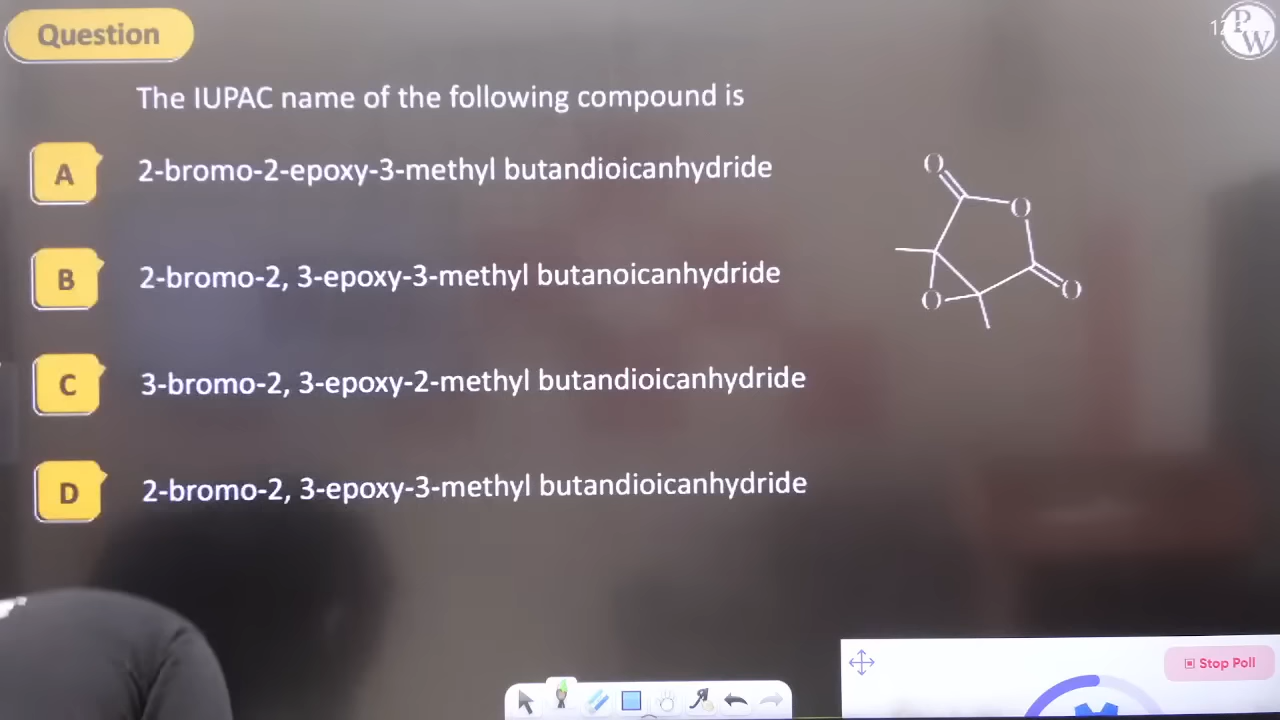 Question
12
PW
The IUPAC name of the following compound is
A 2-bromo-2-epoxy-3-methyl butandioicanhydride
B 2-bromo-2, 3-epoxy-3-methyl butanoicanhydride
C 3-bromo-2, 3-epoxy-2-methyl butandioicanhydride
D 2-bromo-2, 3-epoxy-3-methyl butandioicanhydride
O
O
O
O
Stop Poll